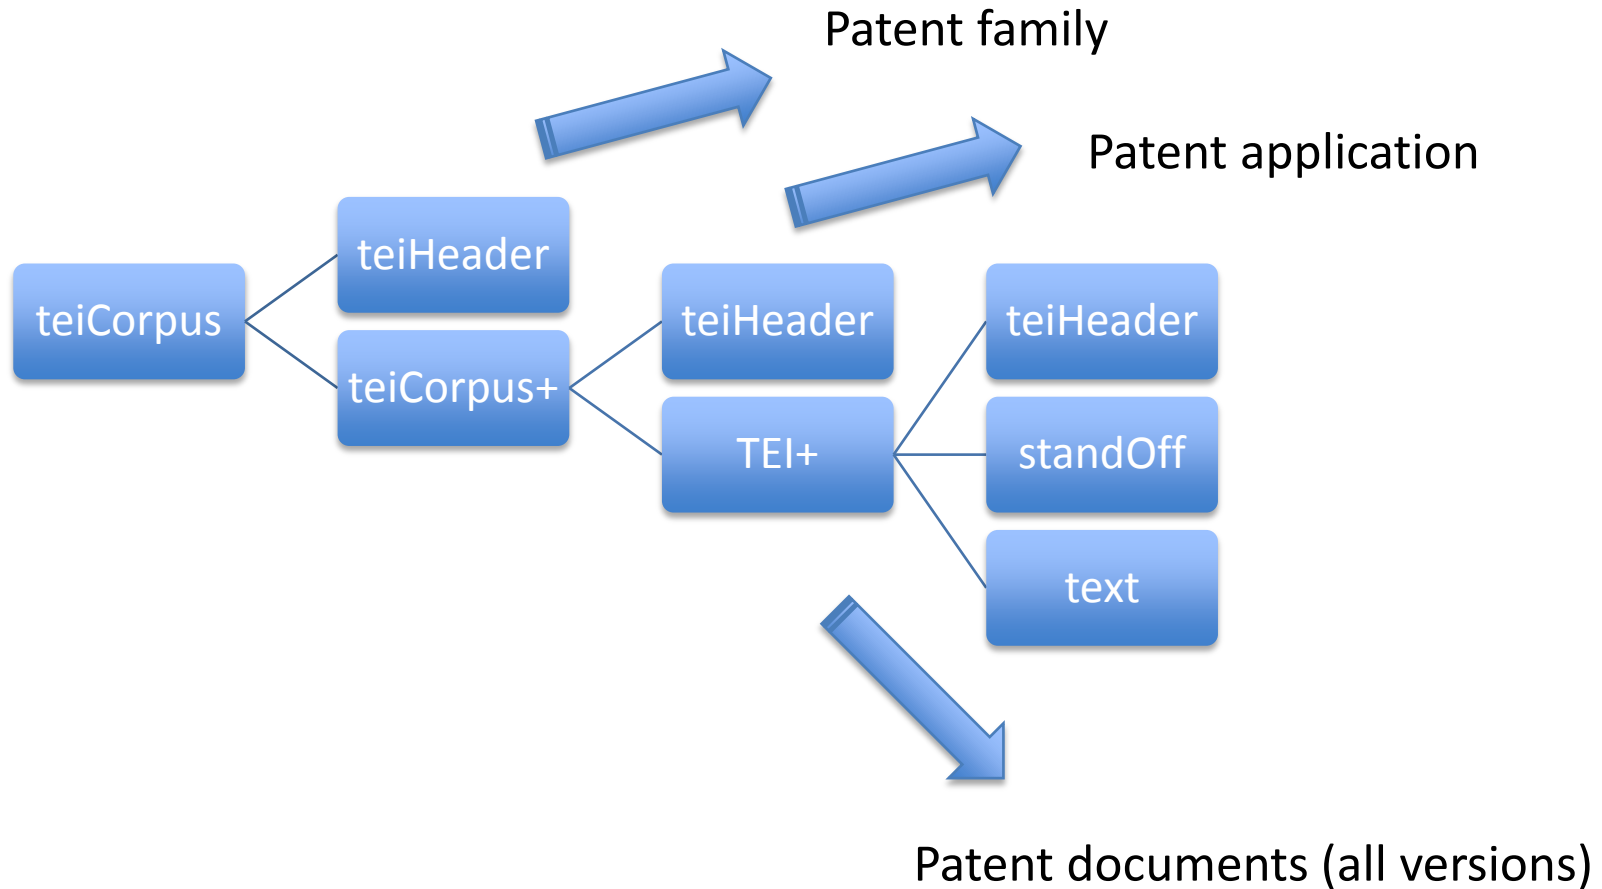 Patent family
Patent application
teiCorpus
teiHeader
teiCorpus+
teiHeader
TEI+
teiHeader
standOff
text
Patent documents (all versions)